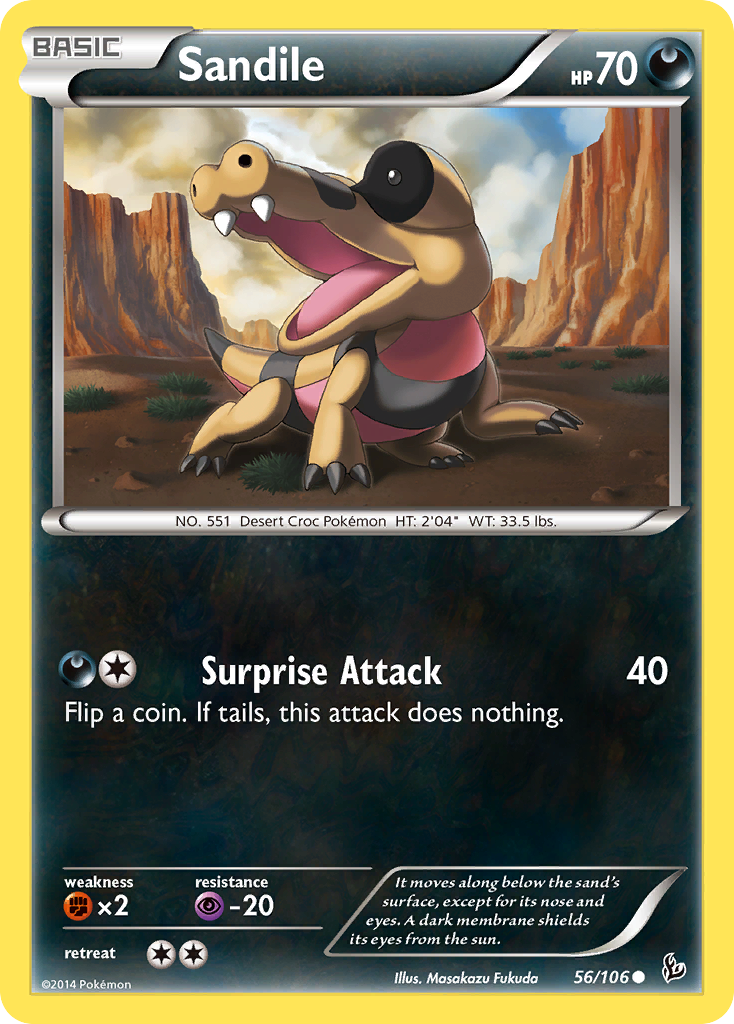 BASIC
Sandile
HP70
NO. 551 Desert Croc Pokémon HT: 2'04" WT: 33.5 lbs.
Surprise Attack 40
Flip a coin. If tails, this attack does nothing.
weakness
×2
resistance
-20
retreat
It moves along below the sand's
surface, except for its nose and
eyes. A dark membrane shields
its eyes from the sun.
©2014 Pokémon
Illus. Masakazu Fukuda
56/106